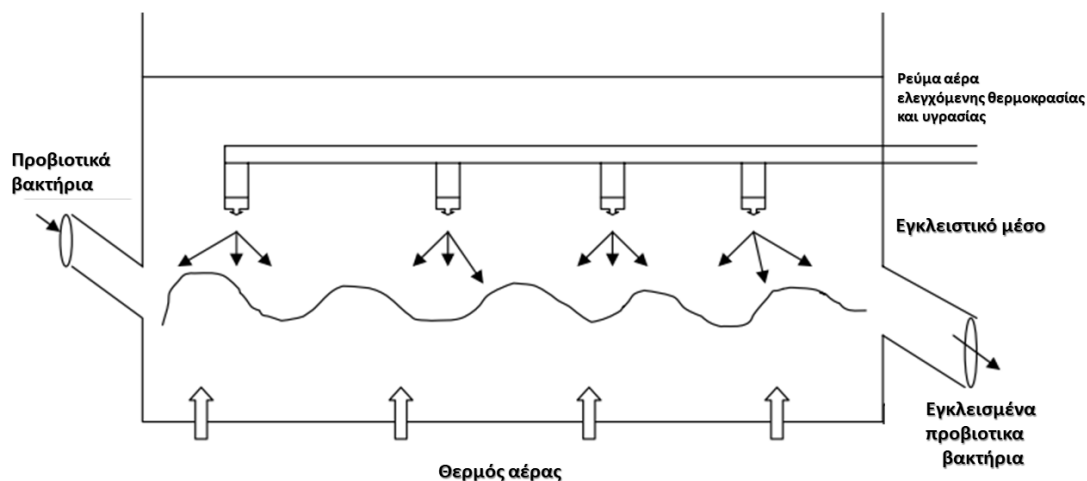 Ρεύμα αέρα
ελεγχόμενης θερμοκρασίας
και υγρασίας
Προβιοτικά
βακτήρια
Εγκλειστικό μέσο
Εγκλεισμένα
προβιοτικα
βακτήρια
Θερμός αέρας